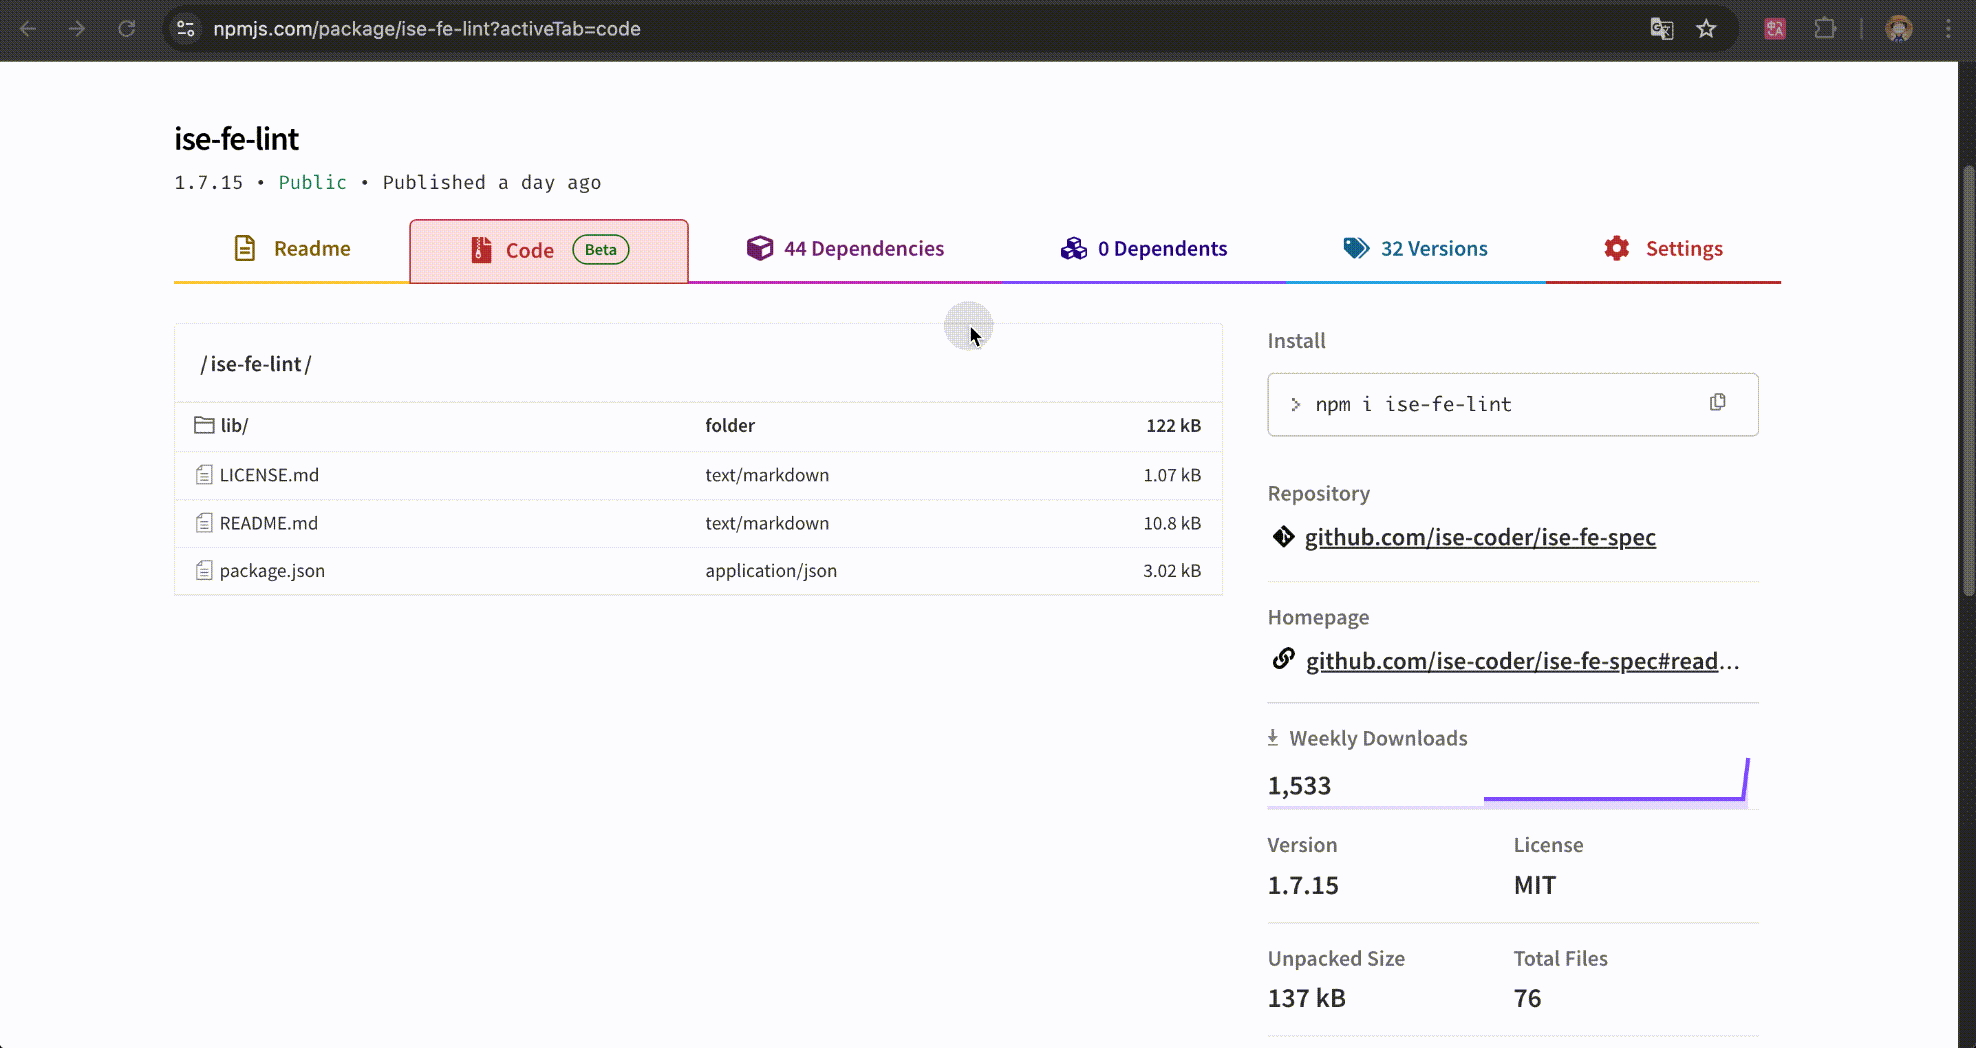 npmjs.com/package/ise-fe-lint?activeTab=code
ise-fe-lint
1.7.15 • Public • Published a day ago
Readme
Code Beta
44 Dependencies
0 Dependents
32 Versions
Settings
/ise-fe-lint/
lib/ folder 122 kB
LICENSE.md text/markdown 1.07 kB
README.md text/markdown 10.8 kB
package.json application/json 3.02 kB
Install
> npm i ise-fe-lint
Repository
github.com/ise-coder/ise-fe-spec
Homepage
github.com/ise-coder/ise-fe-spec#read...
Weekly Downloads
1,533
Version License
1.7.15 MIT
Unpacked Size Total Files
137 kB 76